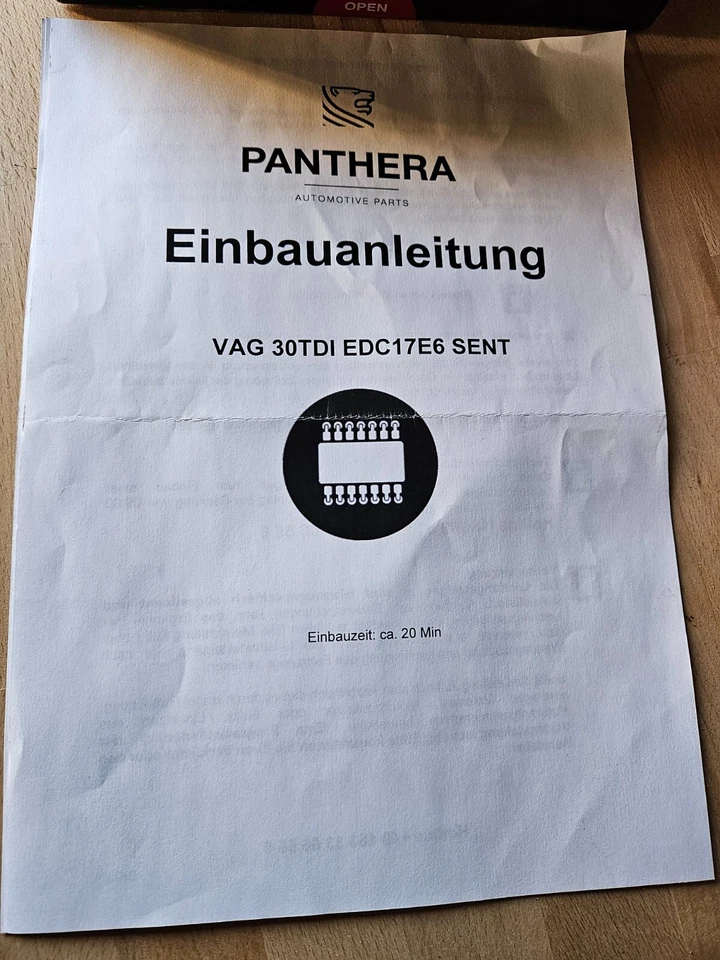 OPEN
PANTHERA
AUTOMOTIVE PARTS
Einbauanleitung
VAG 30TDI EDC17E6 SENT
Einbauzeit: ca. 20 Min